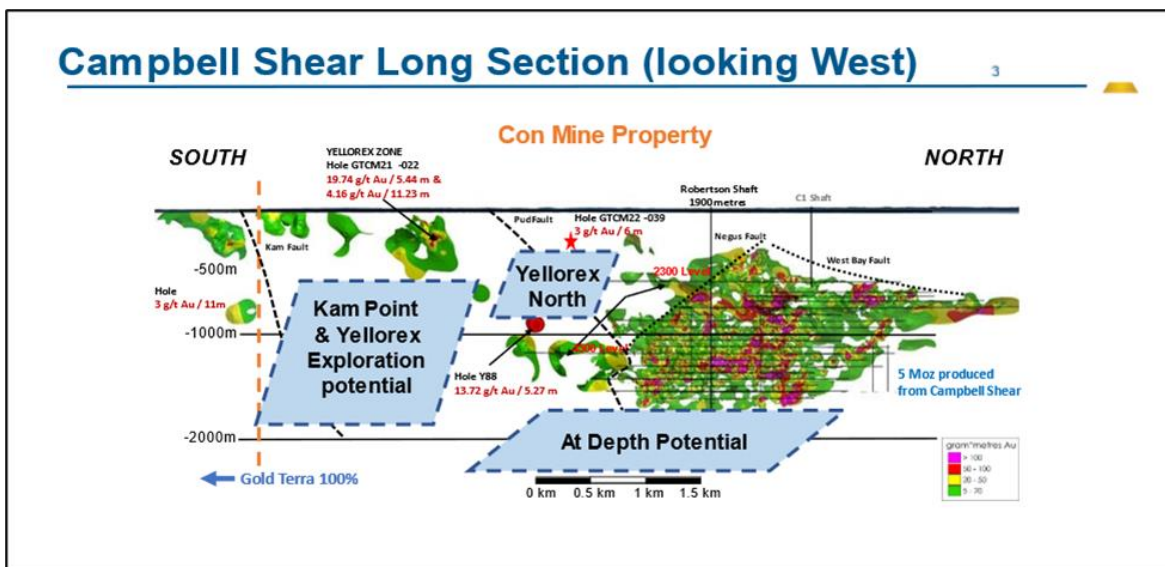 Campbell Shear Long Section (looking West)
3
Con Mine Property
SOUTH
NORTH
YELLOREX ZONE
Hole GTCM21 -022
19.74 g/t Au / 5.44 m &
4.16 g/t Au / 11.23 m
Robertson Shaft
1900 metres
C1 Shaft
Pud Fault
Hole GTCM22 -039
3 g/t Au / 6 m
Kam Fault
Negus Fault
West Bay Fault
-500m
2300 Level
Yellorex
North
Hole
3 g/t Au / 11m
Kam Point
& Yellorex
Exploration
potential
-1000m
Level
Hole Y88
13.72 g/t Au / 5.27 m
5 Moz produced
from Campbell Shear
-2000m
At Depth Potential
gram*metres Au
> 100
50 - 100
20 - 50
5 - 20
Gold Terra 100%
0 km 0.5 km 1 km 1.5 km